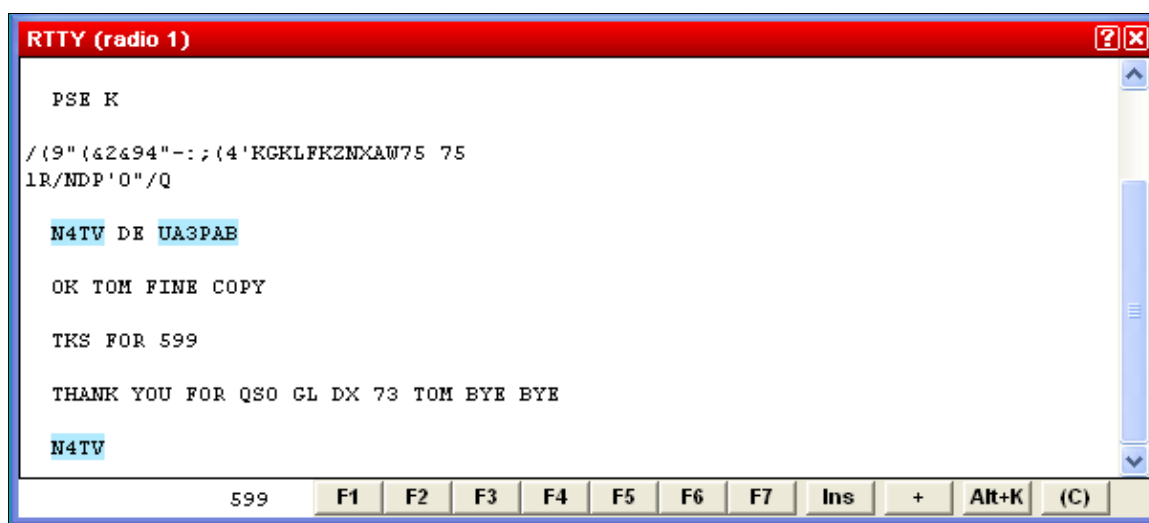 RTTY (radio 1)
PSE K
/(9"(&2&94"-:;(4'KGKLFKZNXAW75 75
1R/NDP'O"/Q
N4TV DE UA3PAB
OK TOM FINE COPY
TKS FOR 599
THANK YOU FOR QSO GL DX 73 TOM BYE BYE
N4TV
599 F1 F2 F3 F4 F5 F6 F7 Ins + Alt+K (C)